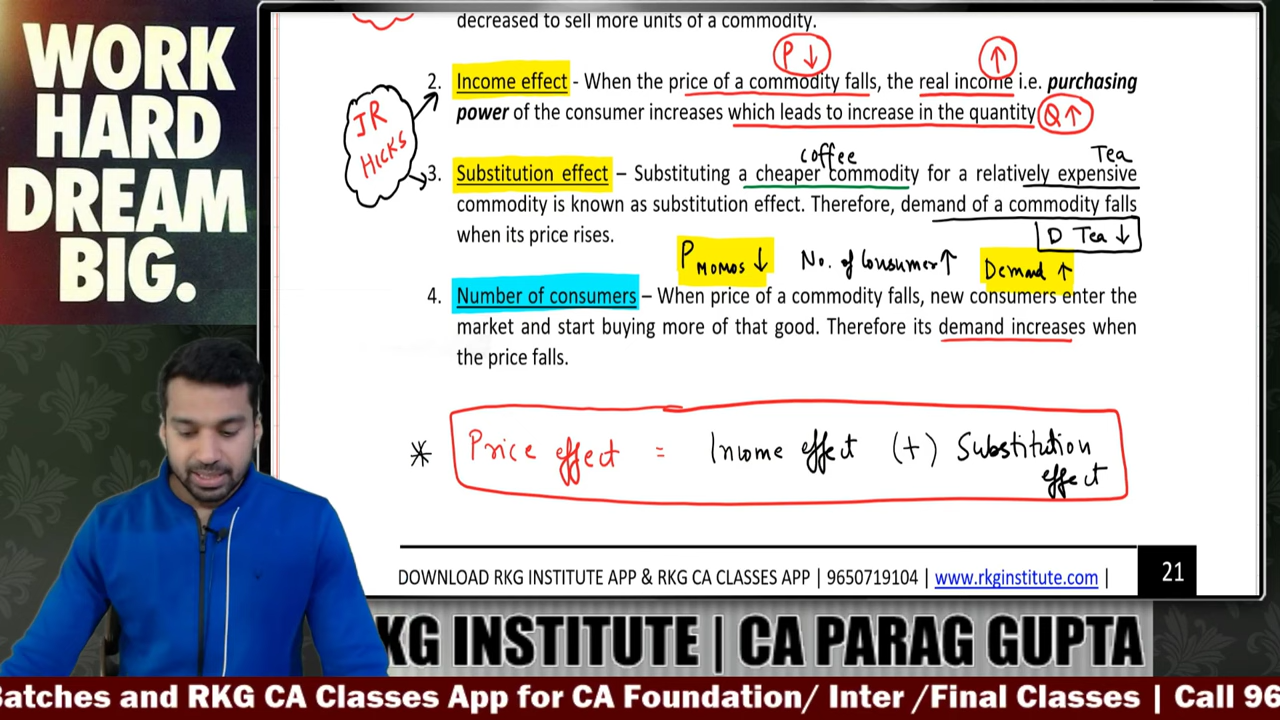 WORK
HARD
DREAM
BIG.
decreased to sell more units of a commodity.
P ↓ ↑
2. Income effect - When the price of a commodity falls, the real income i.e. purchasing
power of the consumer increases which leads to increase in the quantity Q↑
JR
HICKS
coffee Tea
3. Substitution effect – Substituting a cheaper commodity for a relatively expensive
commodity is known as substitution effect. Therefore, demand of a commodity falls
when its price rises. D Tea ↓
P MOMOS ↓ No. of Consumer ↑ Demand ↑
4. Number of consumers – When price of a commodity falls, new consumers enter the
market and start buying more of that good. Therefore its demand increases when
the price falls.
* Price effect = Income effect (+) Substitution
effect
DOWNLOAD RKG INSTITUTE APP & RKG CA CLASSES APP | 9650719104 | www.rkginstitute.com | 21
KG INSTITUTE | CA PARAG GUPTA
Batches and RKG CA Classes App for CA Foundation/ Inter /Final Classes | Call 96